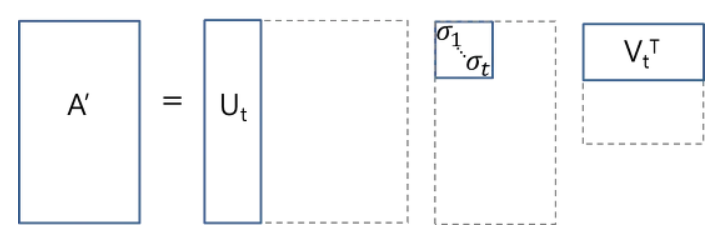 A′ = U_t σ_1 ⋱ σ_t V_t^T